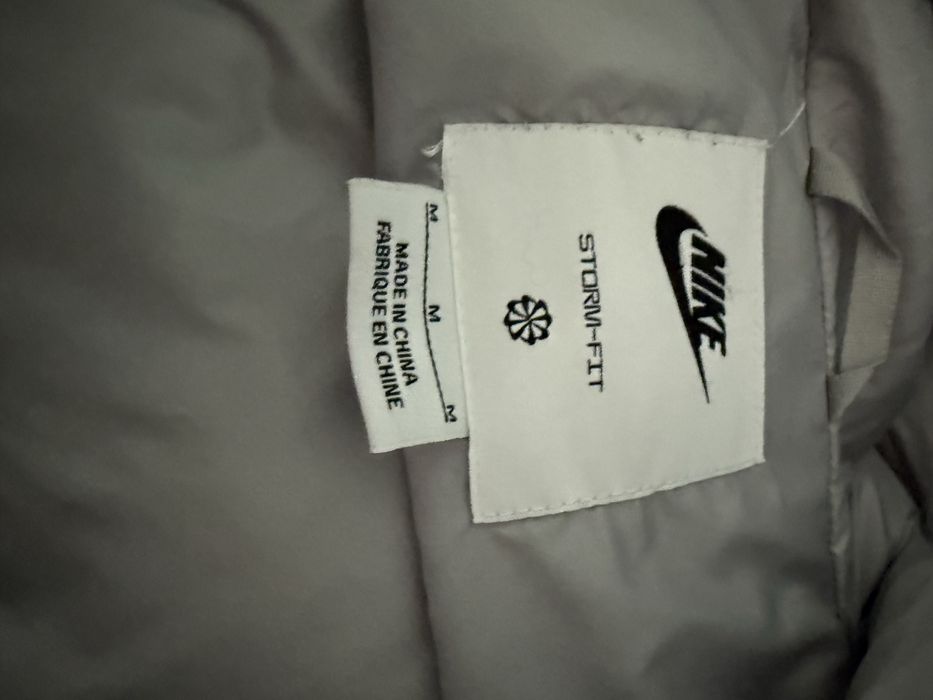 NIKE
STORM-FIT
M M M
MADE IN CHINA
FABRIQUE EN CHINE